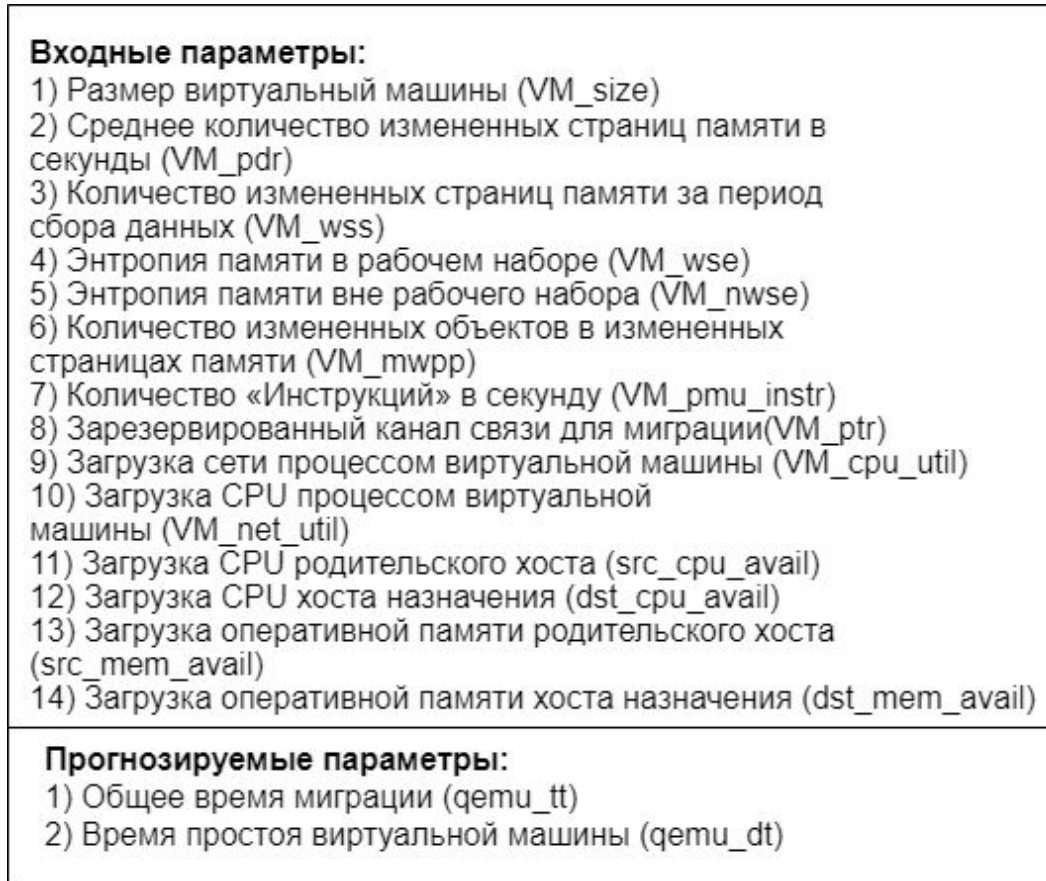 Входные параметры:
1) Размер виртуальный машины (VM_size)
2) Среднее количество измененных страниц памяти в
секунды (VM_pdr)
3) Количество измененных страниц памяти за период
сбора данных (VM_wss)
4) Энтропия памяти в рабочем наборе (VM_wse)
5) Энтропия памяти вне рабочего набора (VM_nwse)
6) Количество измененных объектов в измененных
страницах памяти (VM_mwpp)
7) Количество «Инструкций» в секунду (VM_pmu_instr)
8) Зарезервированный канал связи для миграции(VM_ptr)
9) Загрузка сети процессом виртуальной машины (VM_cpu_util)
10) Загрузка CPU процессом виртуальной
машины (VM_net_util)
11) Загрузка CPU родительского хоста (src_cpu_avail)
12) Загрузка CPU хоста назначения (dst_cpu_avail)
13) Загрузка оперативной памяти родительского хоста
(src_mem_avail)
14) Загрузка оперативной памяти хоста назначения (dst_mem_avail)
Прогнозируемые параметры:
1) Общее время миграции (qemu_tt)
2) Время простоя виртуальной машины (qemu_dt)